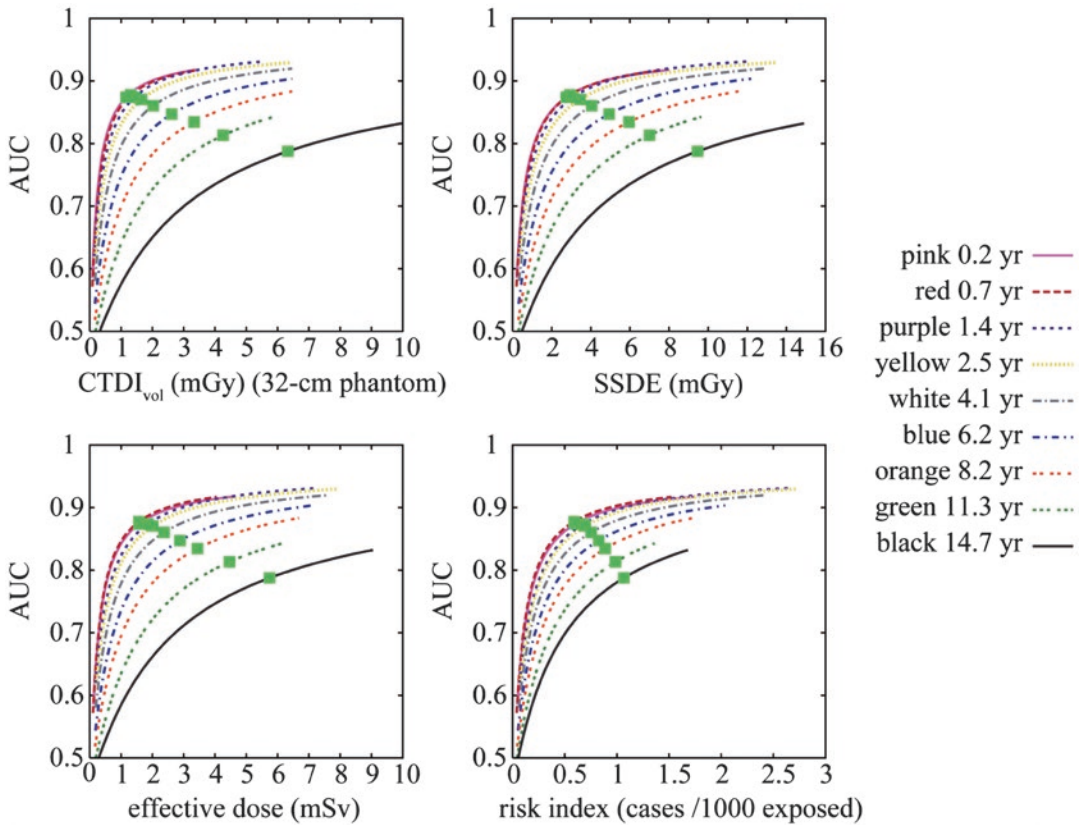 1
0.9
0.8
0.7
0.6
0.5
AUC
0 1 2 3 4 5 6 7 8 9 10
CTDIvol (mGy) (32-cm phantom)
1
0.9
0.8
0.7
0.6
0.5
AUC
0 2 4 6 8 10 12 14 16
SSDE (mGy)
pink 0.2 yr
red 0.7 yr
purple 1.4 yr
yellow 2.5 yr
white 4.1 yr
blue 6.2 yr
orange 8.2 yr
green 11.3 yr
black 14.7 yr
1
0.9
0.8
0.7
0.6
0.5
AUC
0 1 2 3 4 5 6 7 8 9 10
effective dose (mSv)
1
0.9
0.8
0.7
0.6
0.5
AUC
0 0.5 1 1.5 2 2.5 3
risk index (cases /1000 exposed)